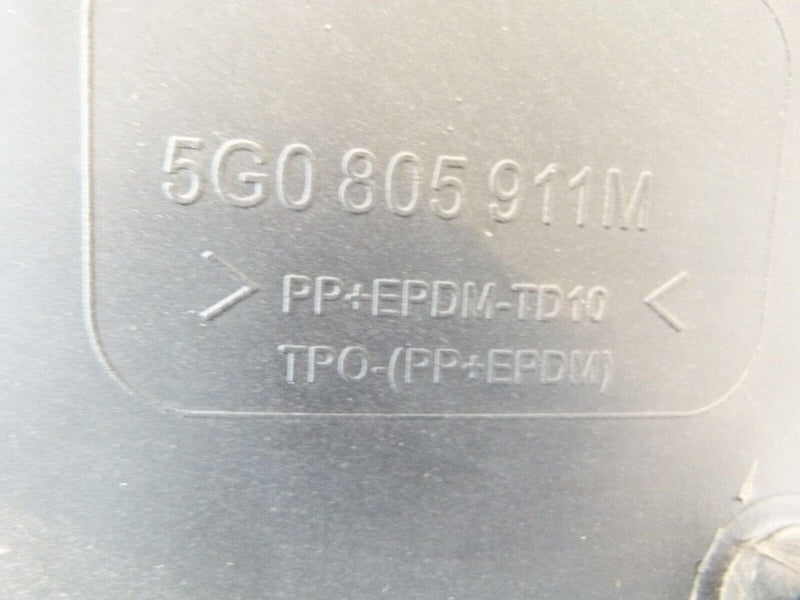 5G0 805 911M
>PP+EPDM-TD10<
TPO-(PP+EPDM)